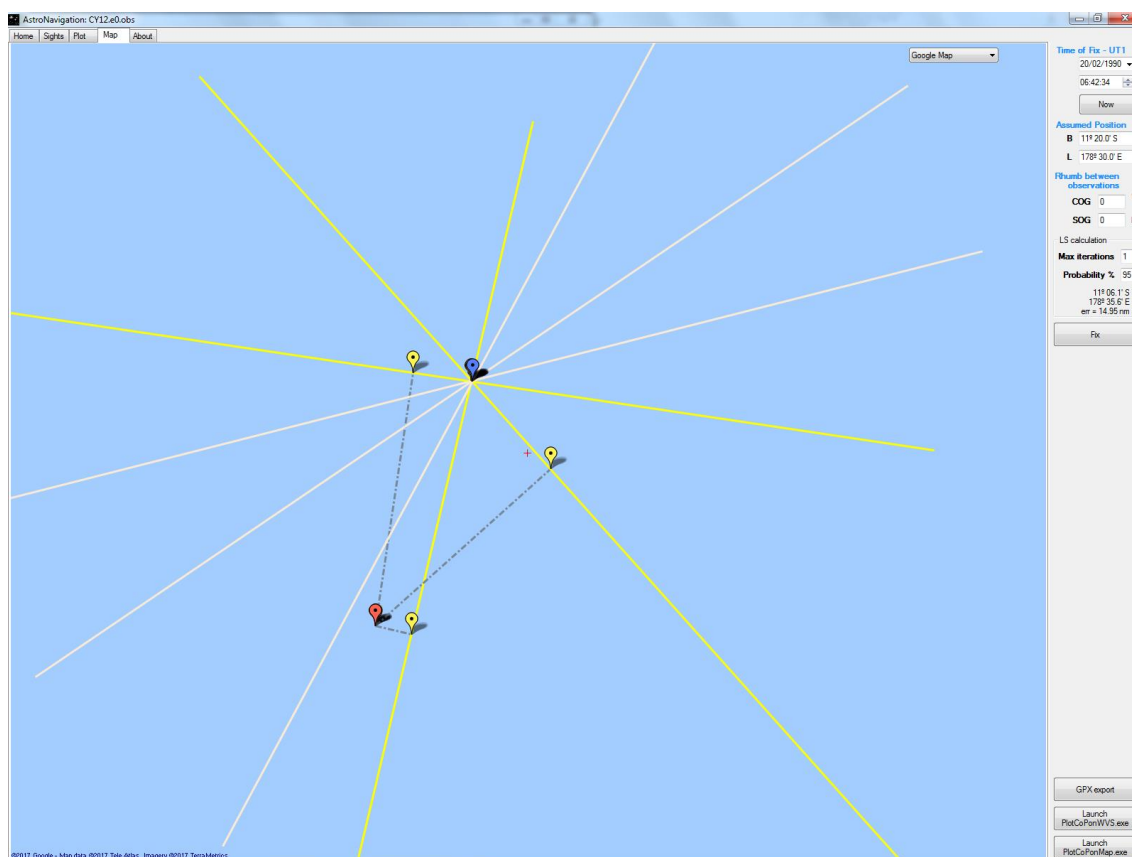 AstroNavigation: CY12.e0.obs
Home Sights Plot Map About
Google Map
Time of Fix - UT1
20/02/1990
06:42:34
Now
Assumed Position
B 11º 20.0' S
L 178º 30.0' E
Rhumb between
observations
COG 0
SOG 0
LS calculation
Max iterations 1
Probability % 95
11º 06.1' S
178º 35.6' E
err = 14.95 nm
Fix
GPX export
Launch
PlotCoPonWVS.exe
Launch
PlotCoPonMap.exe
©2017 Google - Map data ©2017 Tele Atlas, Imagery ©2017 TerraMetrics